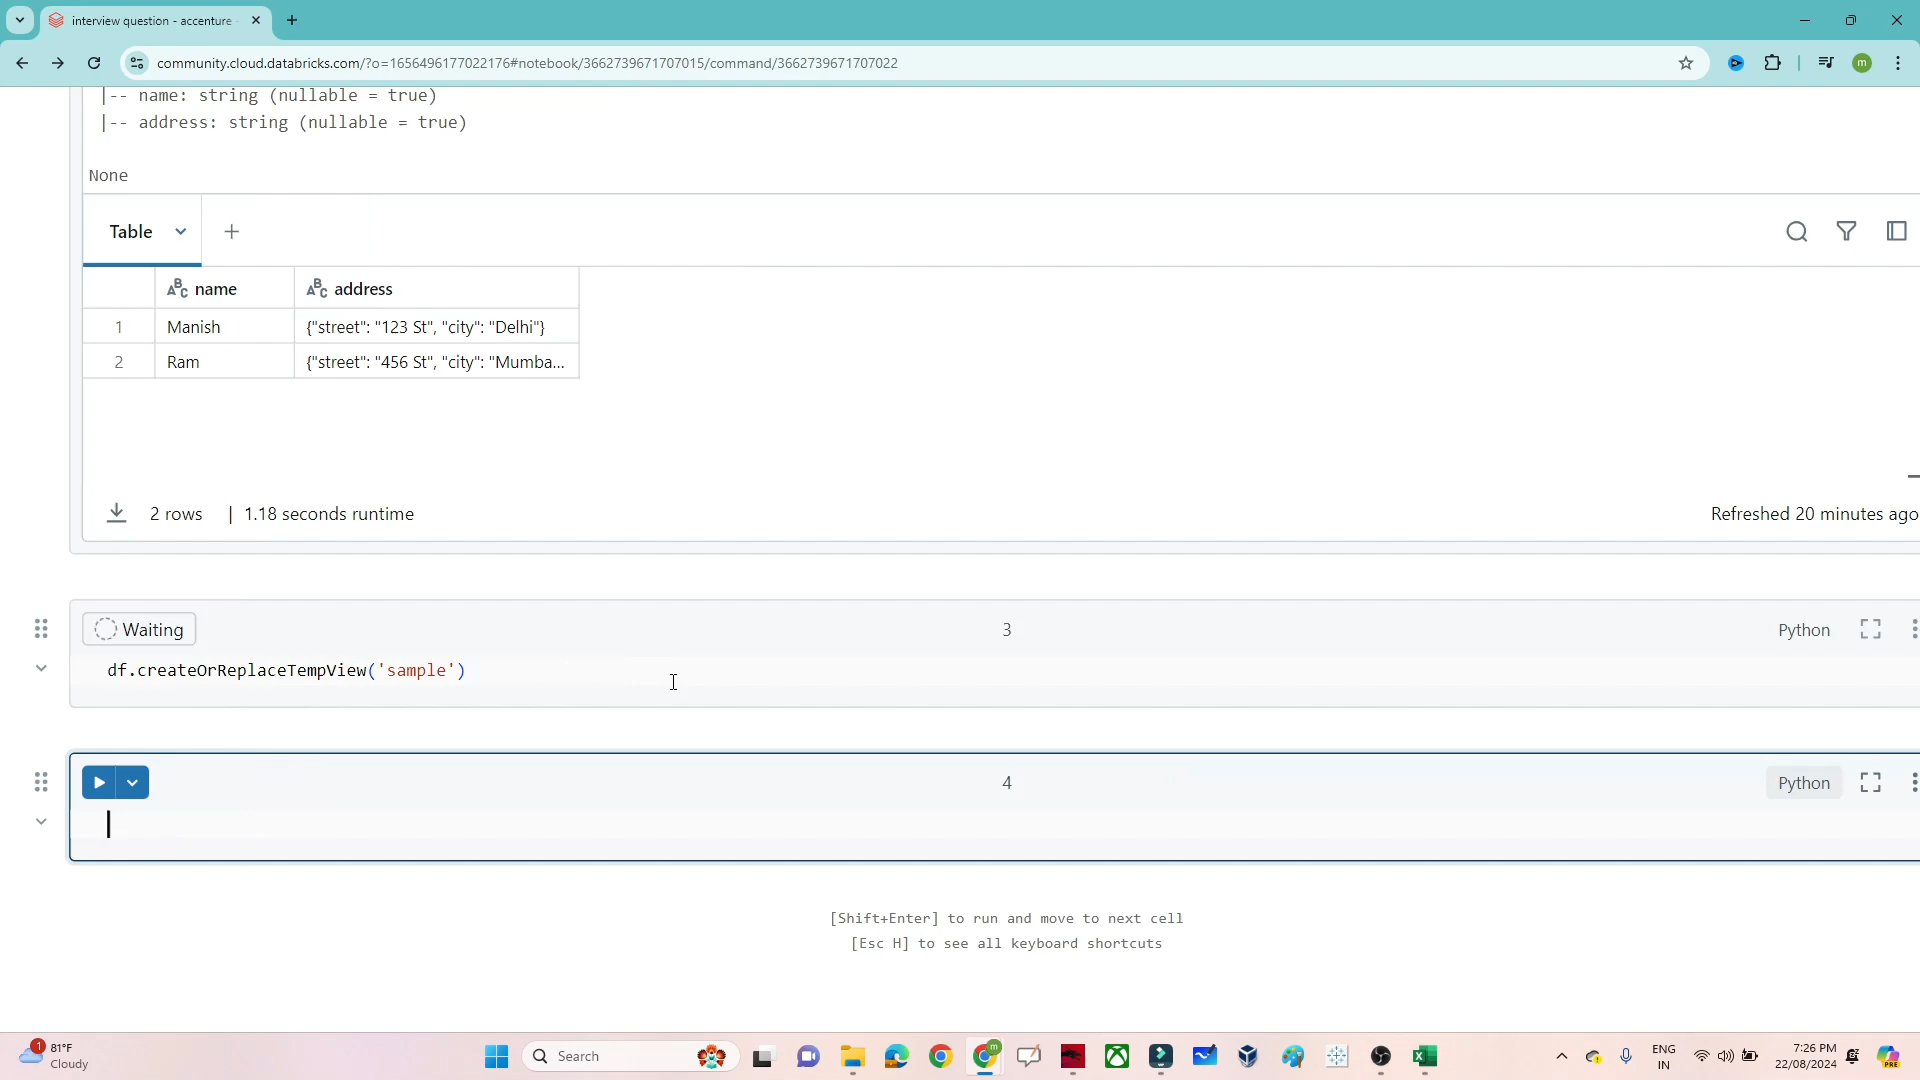 interview question - accenture
community.cloud.databricks.com/?o=1656496177022176#notebook/3662739671707015/command/3662739671707022
m
|-- name: string (nullable = true)
|-- address: string (nullable = true)
None
Table
name address
1 Manish {"street": "123 St", "city": "Delhi"}
2 Ram {"street": "456 St", "city": "Mumba...
2 rows | 1.18 seconds runtime
Refreshed 20 minutes ago
Waiting
3
Python
df.createOrReplaceTempView('sample')
4
Python
[Shift+Enter] to run and move to next cell
[Esc H] to see all keyboard shortcuts
1
81°F
Cloudy
Search
m
ENG
IN
7:26 PM
22/08/2024
PRE